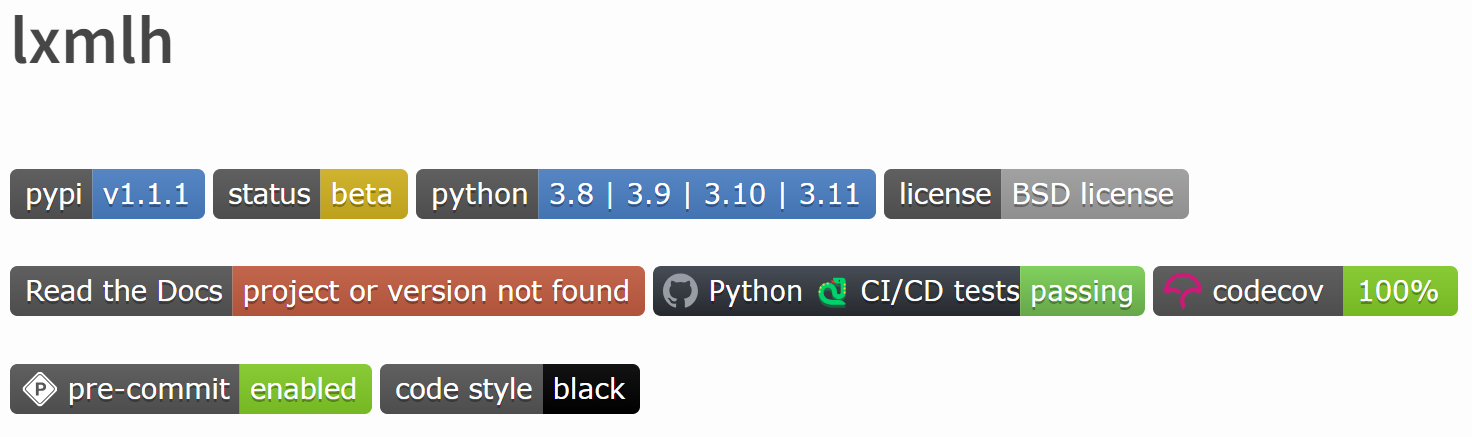 lxmlh
pypi v1.1.1 status beta python 3.8 | 3.9 | 3.10 | 3.11 license BSD license
Read the Docs project or version not found Python CI/CD tests passing codecov 100%
P pre-commit enabled code style black